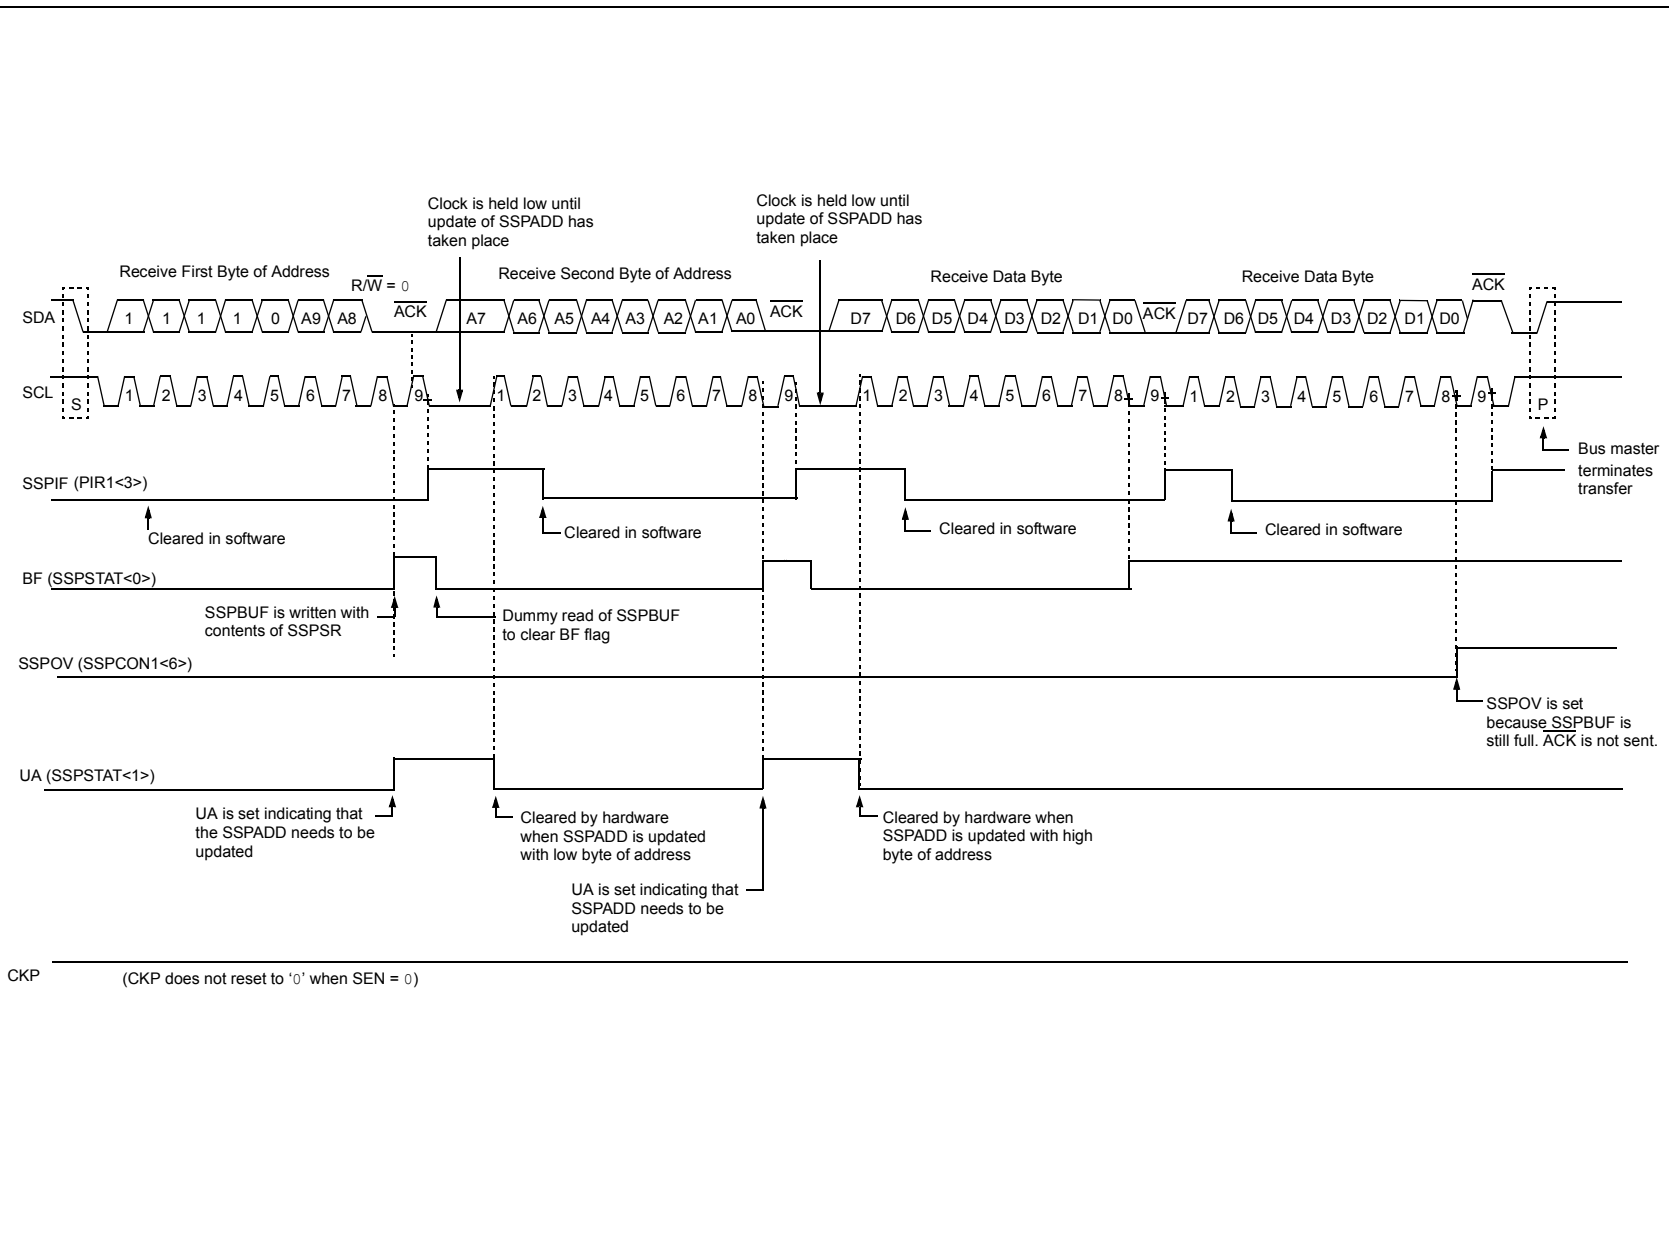 Clock is held low until
update of SSPADD has
taken place
Clock is held low until
update of SSPADD has
taken place
Receive First Byte of Address
R/W = 0
ACK
Receive Second Byte of Address
ACK
Receive Data Byte
ACK
Receive Data Byte
ACK
SDA 1 1 1 1 0 A9 A8 A7 A6 A5 A4 A3 A2 A1 A0 D7 D6 D5 D4 D3 D2 D1 D0 D7 D6 D5 D4 D3 D2 D1 D0
SCL S 1 2 3 4 5 6 7 8 9 1 2 3 4 5 6 7 8 9 1 2 3 4 5 6 7 8 9 1 2 3 4 5 6 7 8 9 P
Bus master
terminates
transfer
SSPIF (PIR1<3>)
Cleared in software
Cleared in software
Cleared in software
Cleared in software
BF (SSPSTAT<0>)
SSPBUF is written with
contents of SSPSR
Dummy read of SSPBUF
to clear BF flag
SSPOV (SSPCON1<6>)
SSPOV is set
because SSPBUF is
still full. ACK is not sent.
UA (SSPSTAT<1>)
UA is set indicating that
the SSPADD needs to be
updated
Cleared by hardware
when SSPADD is updated
with low byte of address
UA is set indicating that
SSPADD needs to be
updated
Cleared by hardware when
SSPADD is updated with high
byte of address
CKP
(CKP does not reset to ‘0’ when SEN = 0)